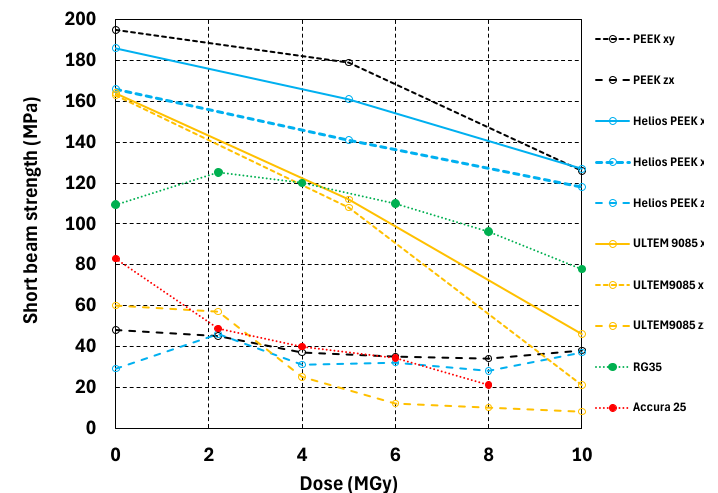 200
180
160
140
120
100
80
60
40
20
0
Short beam strength (MPa)
0 2 4 6 8 10
Dose (MGy)
PEEK xy
PEEK zx
Helios PEEK x
Helios PEEK x
Helios PEEK z
ULTEM 9085 x
ULTEM9085 x
ULTEM9085 z
RG35
Accura 25